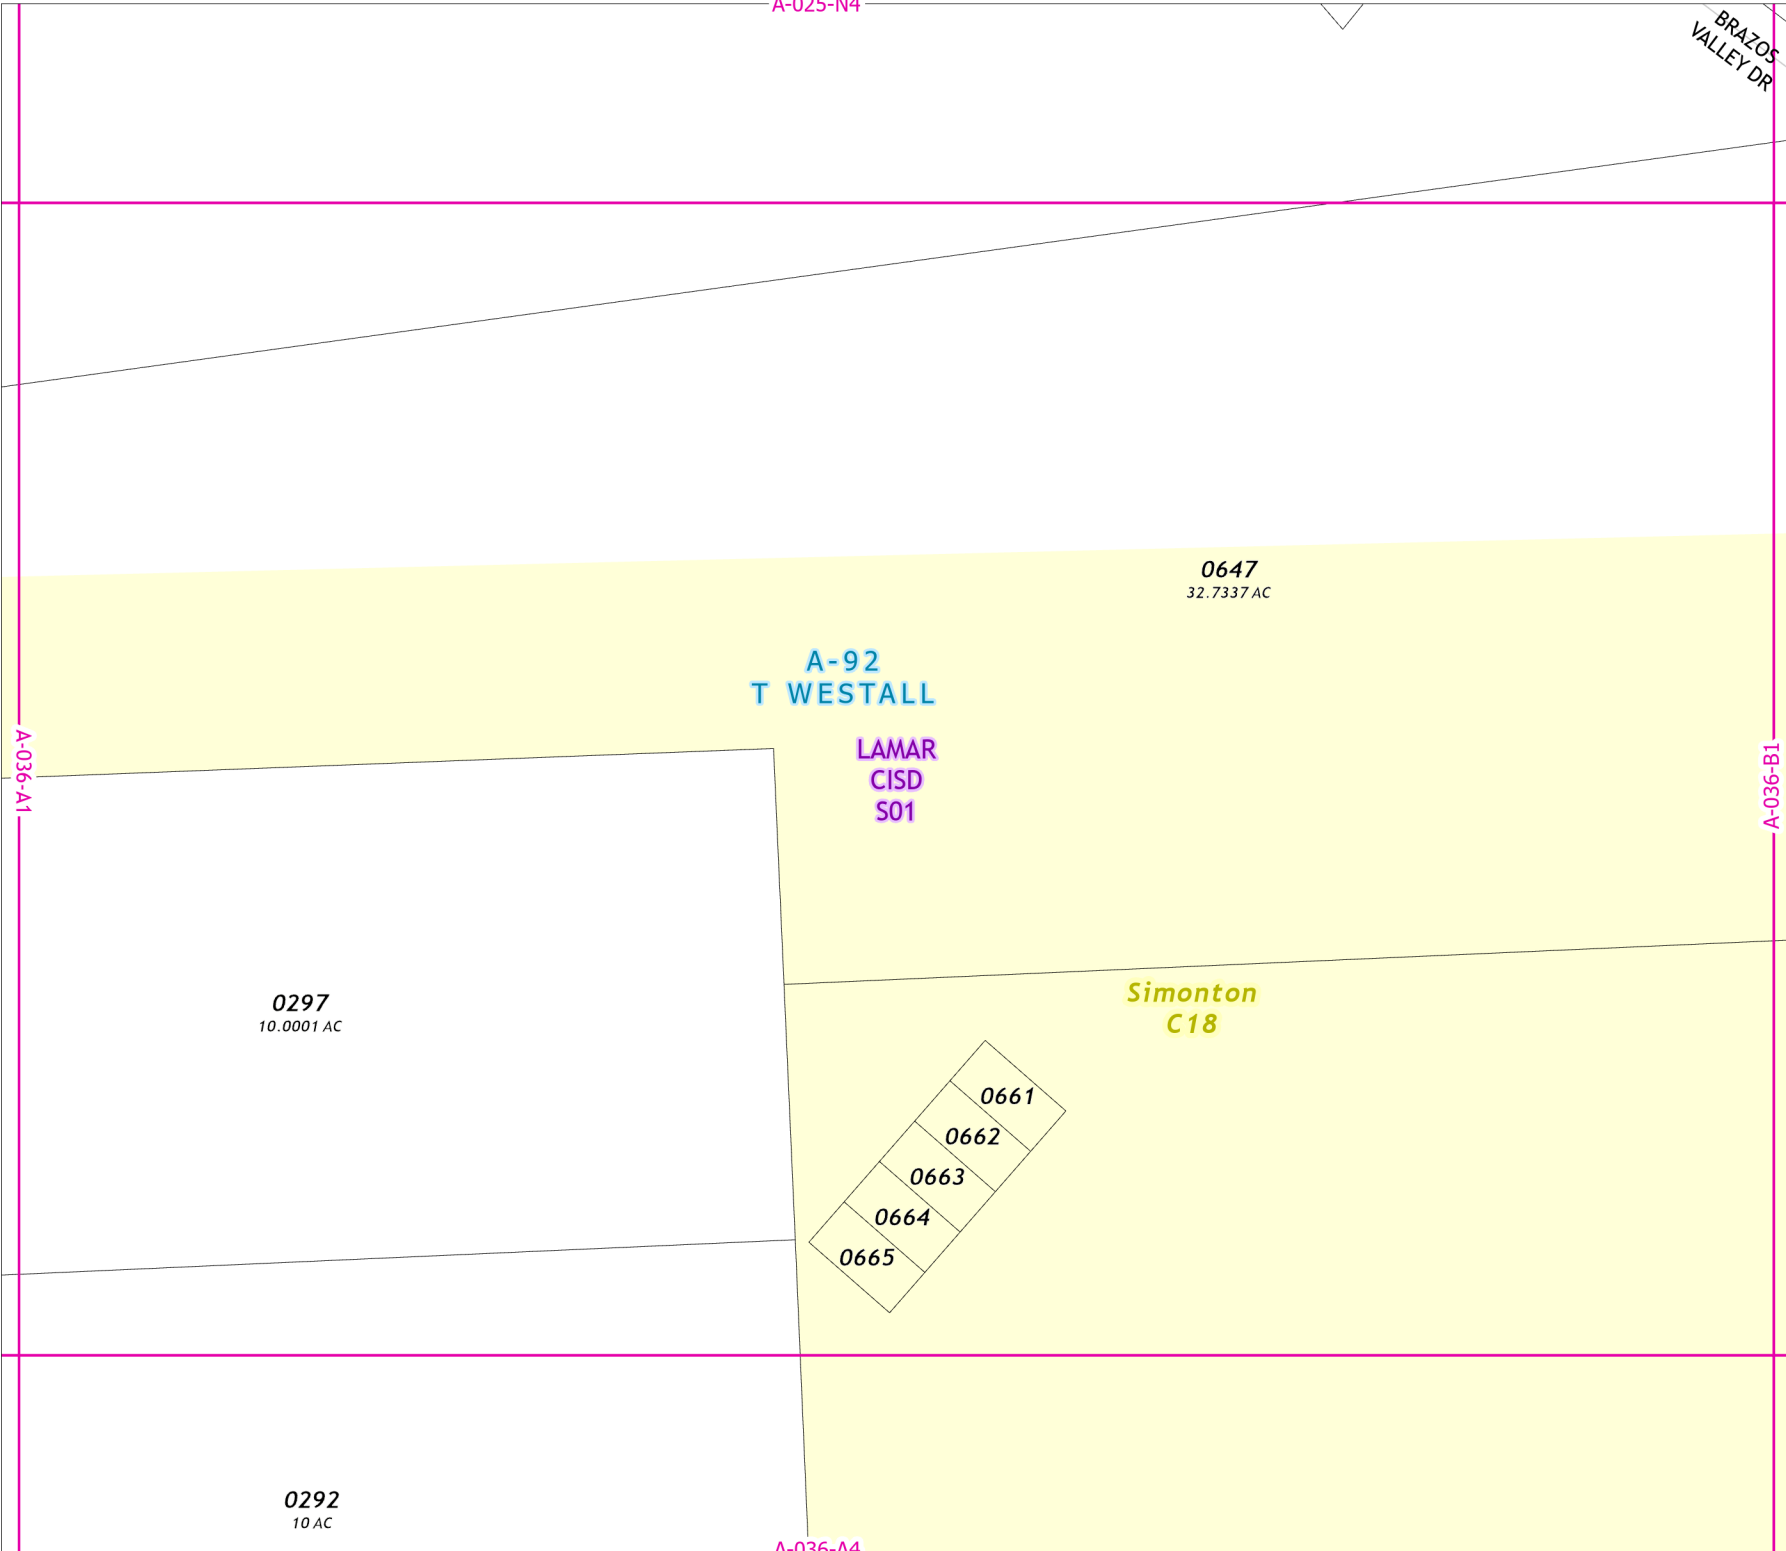 A-025-N4
BRAZOS
VALLEY DR
0647
32.7337 AC
A-92
T WESTALL
LAMAR
CISD
S01
A-036-A1
A-036-B1
Simonton
C18
0297
10.0001 AC
0661
0662
0663
0664
0665
0292
10 AC
A-036-A4